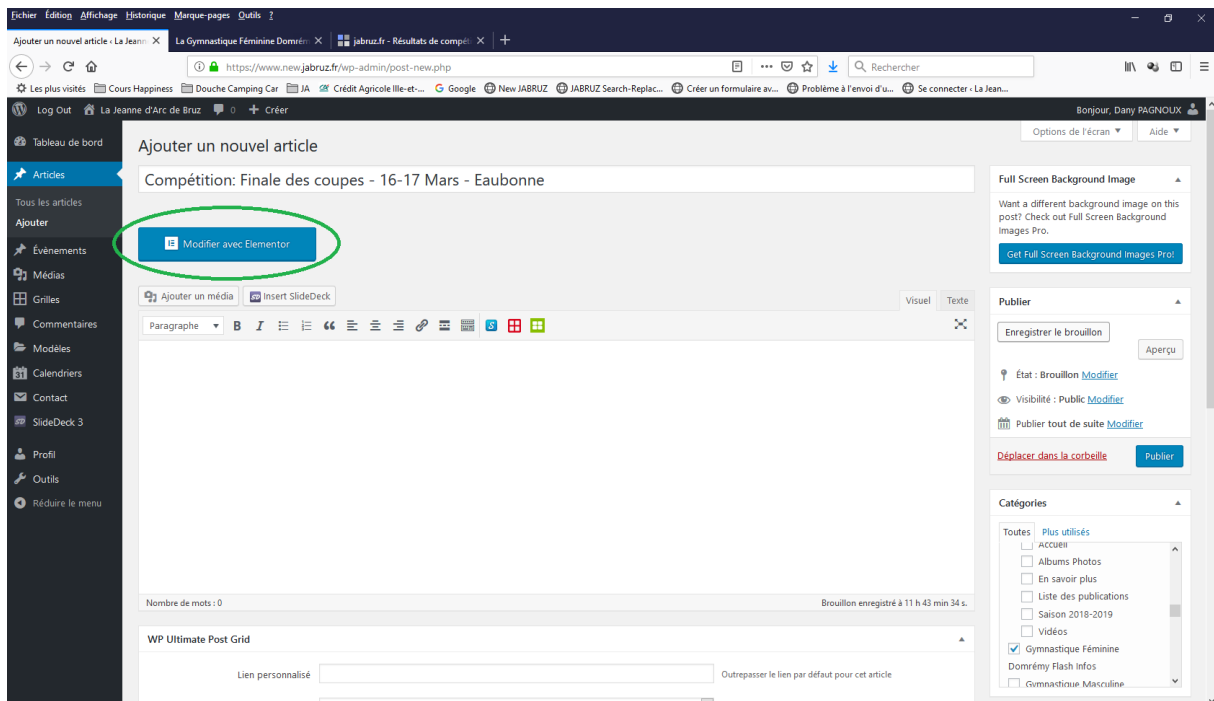 Fichier Édition Affichage Historique Marque-pages Outils ?
Ajouter un nouvel article ‹ La Jeann
La Gymnastique Féminine Domrém
jabruz.fr - Résultats de compéti
https://www.new.jabruz.fr/wp-admin/post-new.php
Rechercher
Les plus visités Cours Happiness Douche Camping Car JA Crédit Agricole Ille-et-... Google New JABRUZ JABRUZ Search-Replac... Créer un formulaire av... Problème à l'envoi d'u... Se connecter ‹ La Jean...
Log Out La Jeanne d'Arc de Bruz 0 + Créer
Bonjour, Dany PAGNOUX
Options de l'écran ▼ Aide ▼
Tableau de bord
Articles
Tous les articles
Ajouter
Évènements
Médias
Grilles
Commentaires
Modèles
Calendriers
Contact
SlideDeck 3
Profil
Outils
Réduire le menu
Ajouter un nouvel article
Compétition: Finale des coupes - 16-17 Mars - Eaubonne
Modifier avec Elementor
Ajouter un média
Insert SlideDeck
Visuel Texte
Paragraphe
Nombre de mots : 0
Brouillon enregistré à 11 h 43 min 34 s.
WP Ultimate Post Grid
Lien personalisé
Outrepasser le lien par défaut pour cet article
Full Screen Background Image
Want a different background image on this
post? Check out Full Screen Background
Images Pro.
Get Full Screen Background Images Pro!
Publier
Enregistrer le brouillon
Aperçu
État : Brouillon Modifier
Visibilité : Public Modifier
Publier tout de suite Modifier
Déplacer dans la corbeille
Publier
Catégories
Toutes Plus utilisés
Accueil
Albums Photos
En savoir plus
Liste des publications
Saison 2018-2019
Vidéos
Gymnastique Féminine
Domrémy Flash Infos
Gymnastique Masculine